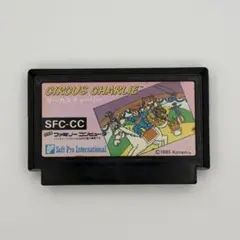 CIRCUS CHARLIE
サーカスチャーリー
SFC-CC
ファミリーコンピュータ
Soft Pro International
©1985 Konami